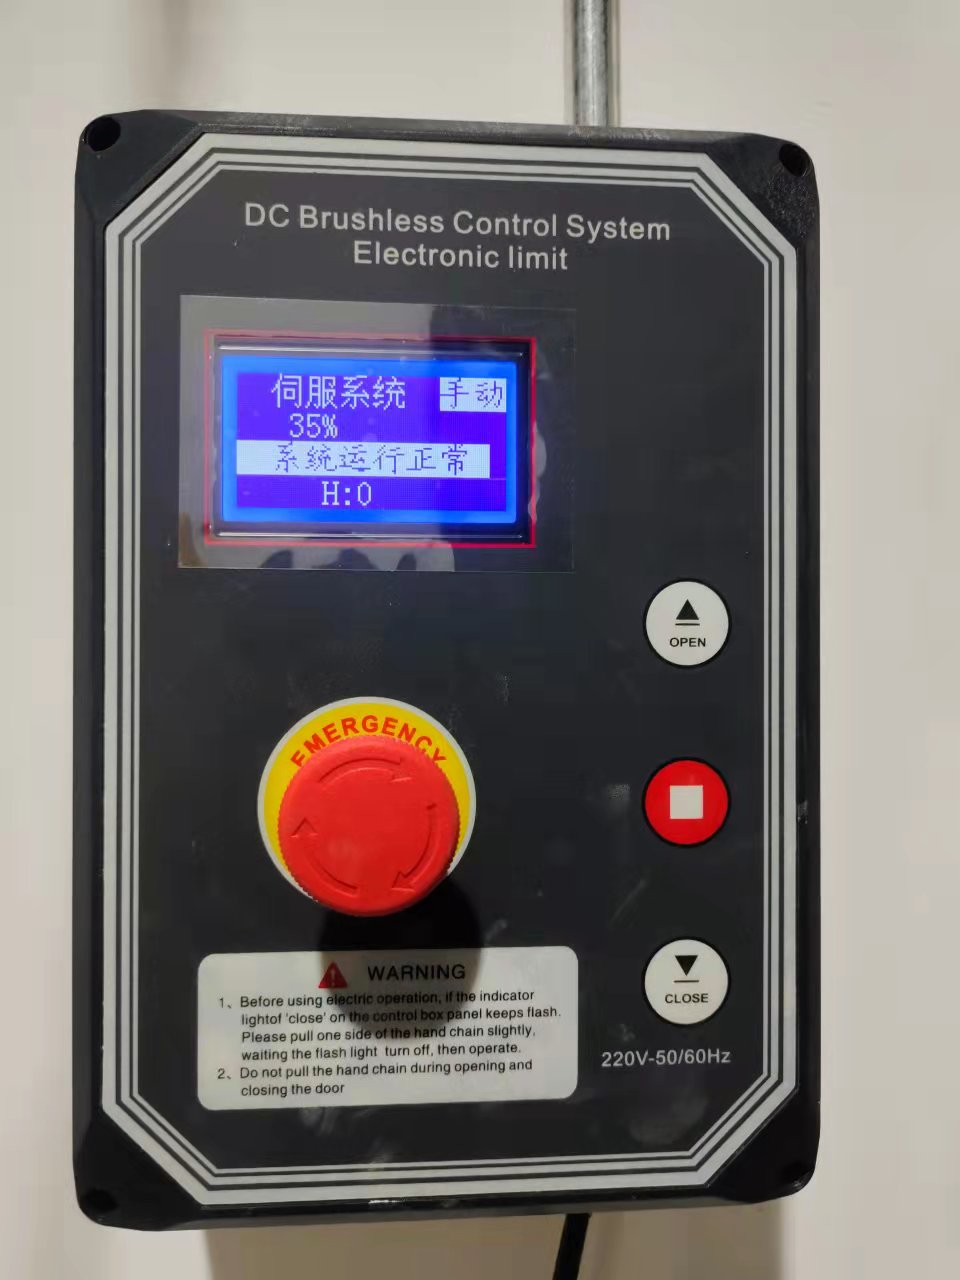 DC Brushless Control System
Electronic limit
伺服系统 手动
35%
系统运行正常
H:0
OPEN
EMERGENCY
CLOSE
WARNING
1、Before using electric operation, if the indicator
lightof 'close' on the control box panel keeps flash.
Please pull one side of the hand chain slightly,
waiting the flash light turn off, then operate.
2、Do not pull the hand chain during opening and
closing the door
220V-50/60Hz